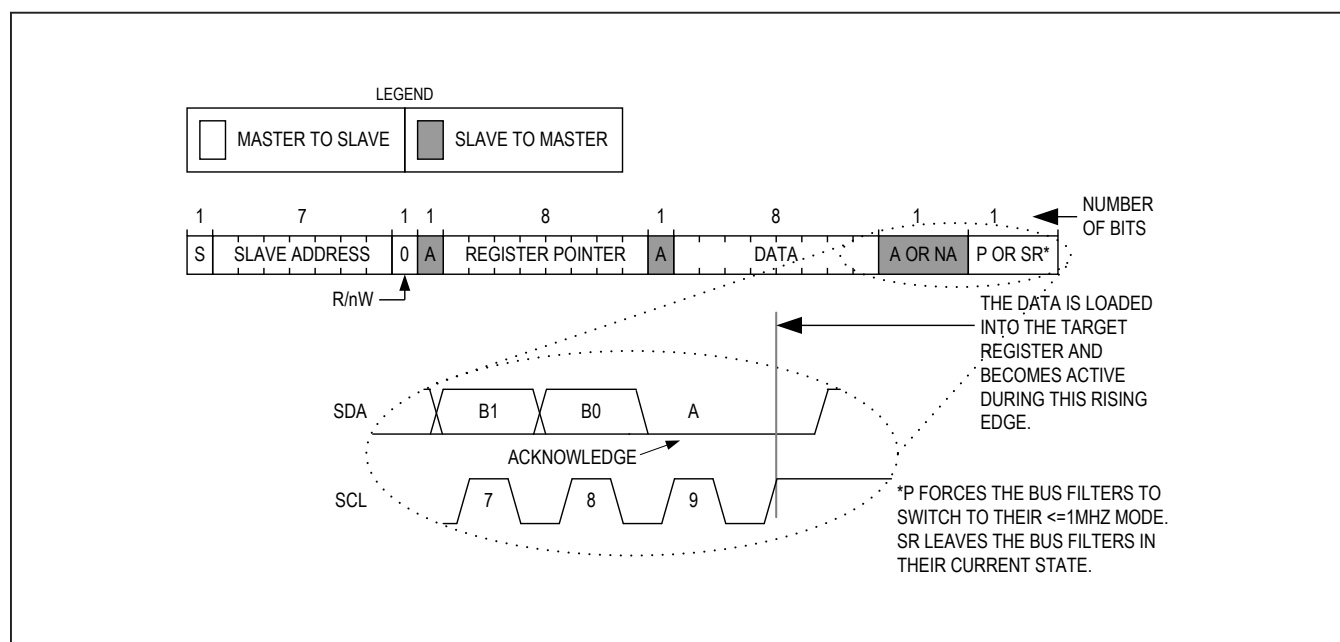 LEGEND
MASTER TO SLAVE SLAVE TO MASTER
1 7 1 1 8 1 8 1 1
NUMBER
OF BITS
S SLAVE ADDRESS 0 A REGISTER POINTER A DATA A OR NA P OR SR*
R/nW
THE DATA IS LOADED
INTO THE TARGET
REGISTER AND
BECOMES ACTIVE
DURING THIS RISING
EDGE.
SDA B1 B0 A
ACKNOWLEDGE
SCL 7 8 9
*P FORCES THE BUS FILTERS TO
SWITCH TO THEIR <=1MHZ MODE.
SR LEAVES THE BUS FILTERS IN
THEIR CURRENT STATE.